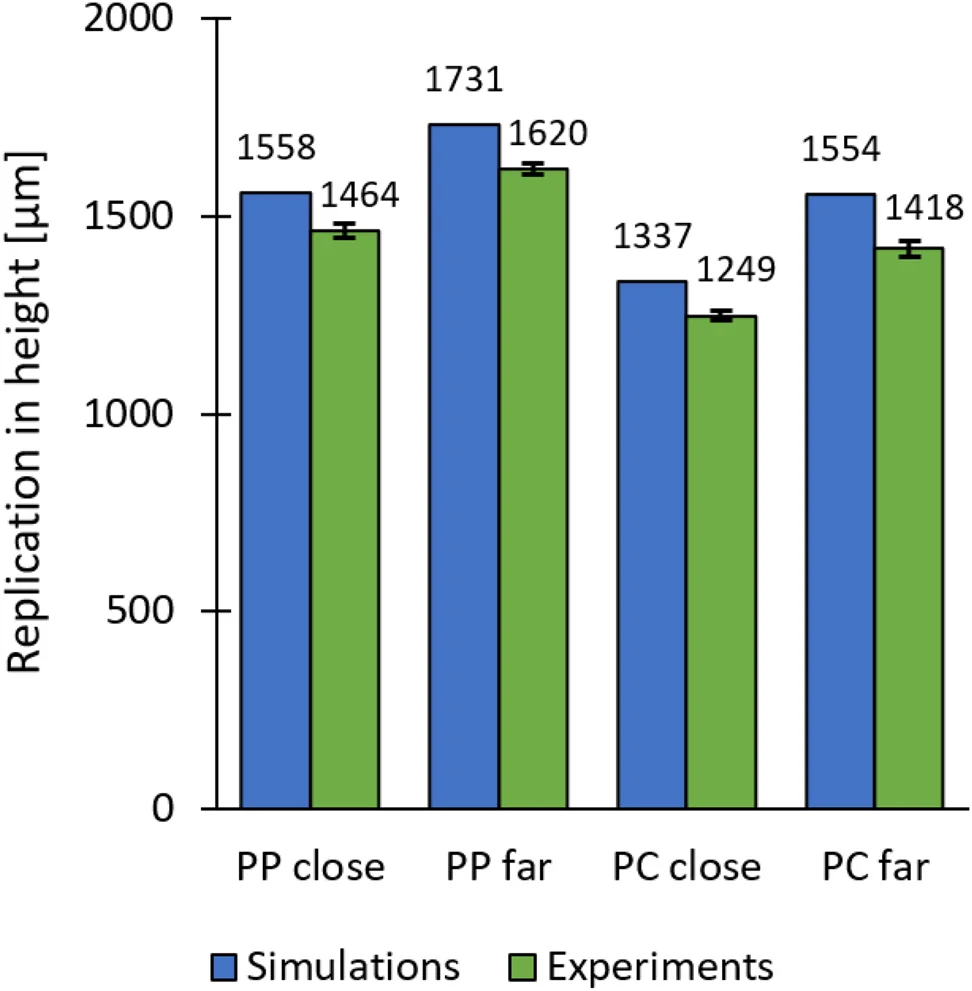 Replication in height [µm]
2000
1500
1000
500
0
1558
1464
1731
1620
1337
1249
1554
1418
PP close
PP far
PC close
PC far
Simulations
Experiments